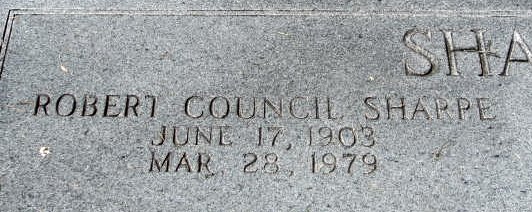 SHA
ROBERT COUNCIL SHARPE
JUNE 17, 1903
MAR 28, 1979